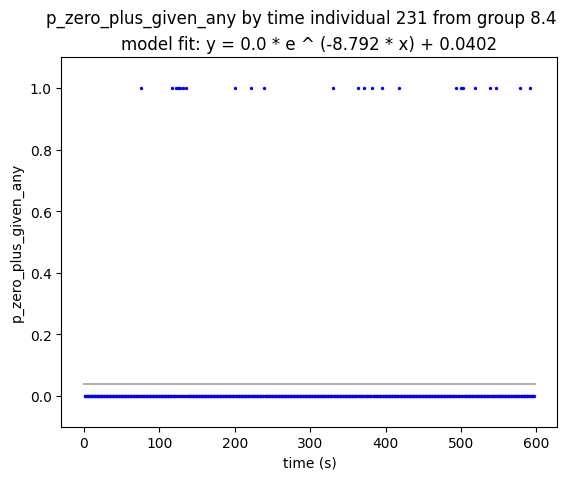 p_zero_plus_given_any by time individual 231 from group 8.4
model fit: y = 0.0 * e ^ (-8.792 * x) + 0.0402
1.0
0.8
0.6
0.4
0.2
0.0
p_zero_plus_given_any
0 100 200 300 400 500 600
time (s)